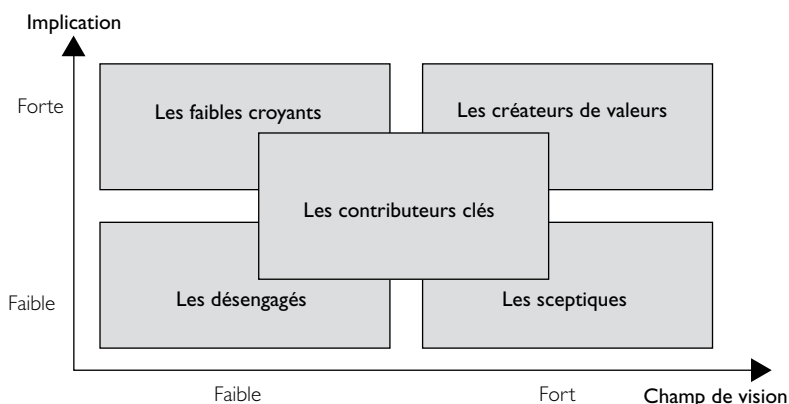 Implication
Forte
Les faibles croyants
Les créateurs de valeurs
Les contributeurs clés
Faible
Les désengagés
Les sceptiques
Faible
Fort
Champ de vision